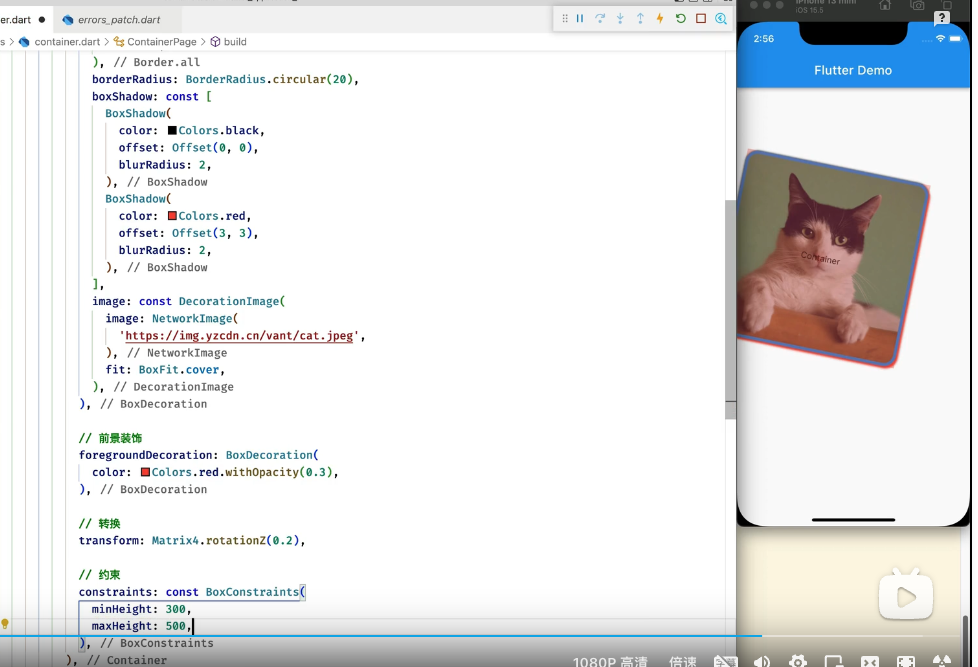 er.dart
errors_patch.dart
s > container.dart > ContainerPage > build
), // Border.all
borderRadius: BorderRadius.circular(20),
boxShadow: const [
BoxShadow(
color: Colors.black,
offset: Offset(0, 0),
blurRadius: 2,
), // BoxShadow
BoxShadow(
color: Colors.red,
offset: Offset(3, 3),
blurRadius: 2,
), // BoxShadow
],
image: const DecorationImage(
image: NetworkImage(
'https://img.yzcdn.cn/vant/cat.jpeg',
), // NetworkImage
fit: BoxFit.cover,
), // DecorationImage
), // BoxDecoration
// 前景装饰
foregroundDecoration: BoxDecoration(
color: Colors.red.withOpacity(0.3),
), // BoxDecoration
// 转换
transform: Matrix4.rotationZ(0.2),
// 约束
constraints: const BoxConstraints(
minHeight: 300,
maxHeight: 500,
), // BoxConstraints
), // Container
iPhone 13 mini
iOS 15.5
2:56
Flutter Demo
Container
1080P 高清
倍速